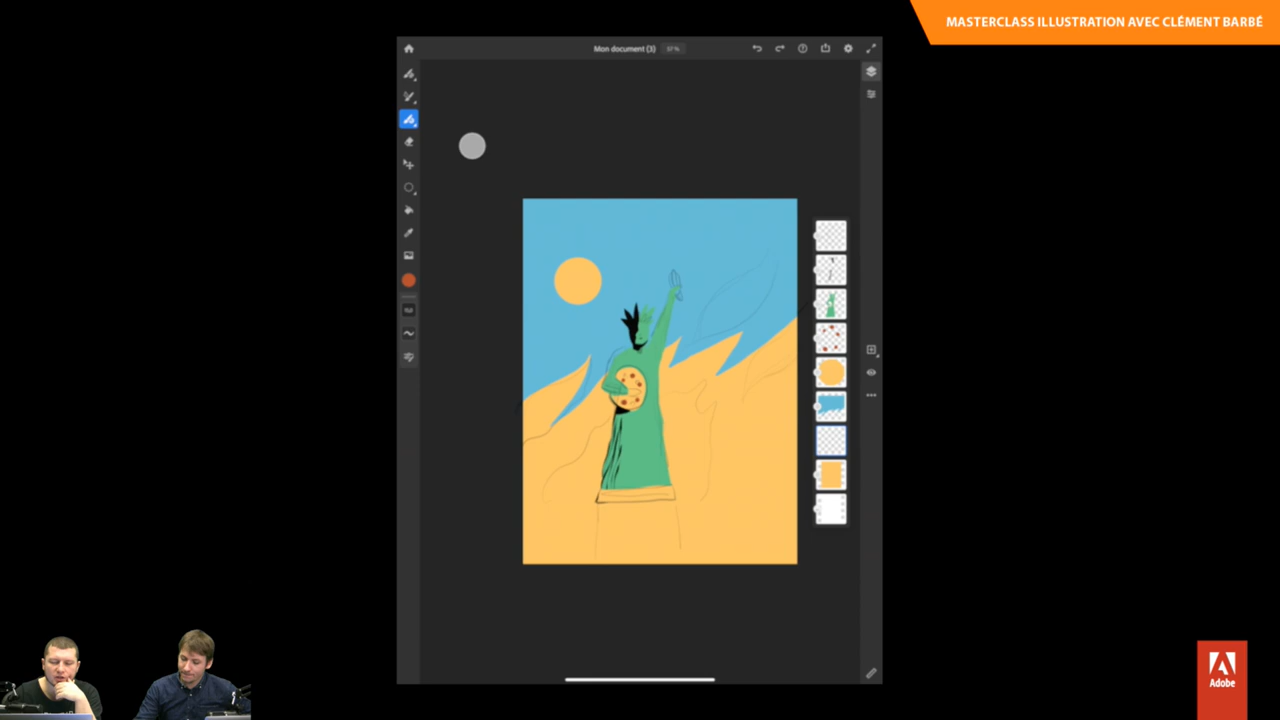 MASTERCLASS ILLUSTRATION AVEC CLÉMENT BARBÉ
Mon document (3)
Adobe